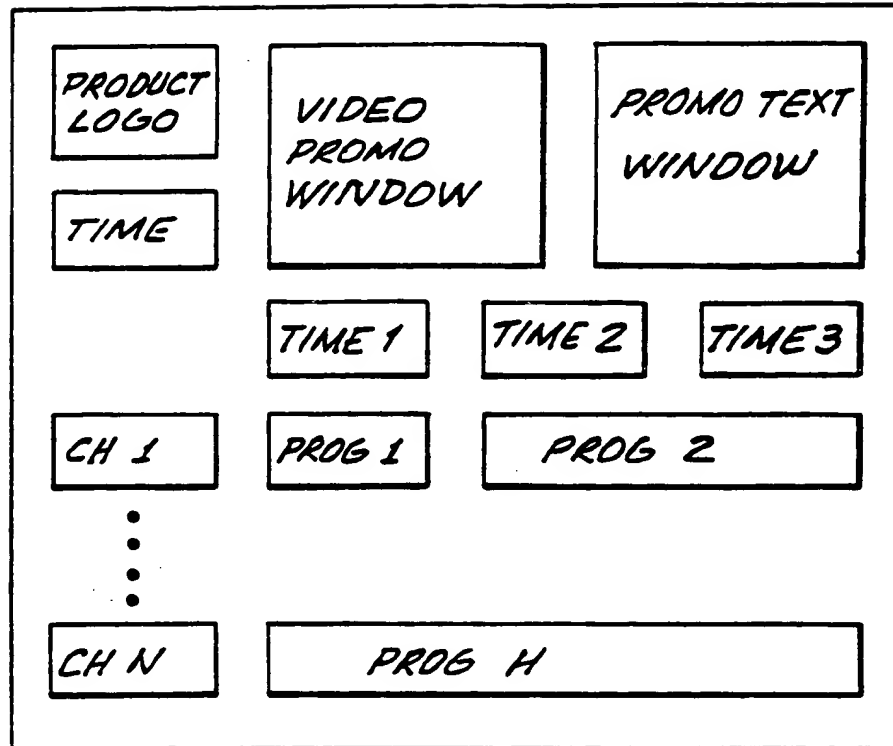 PRODUCT
LOGO
TIME
VIDEO
PROMO
WINDOW
PROMO TEXT
WINDOW
TIME 1
TIME 2
TIME 3
CH 1
PROG 1
PROG 2
CH N
PROG H